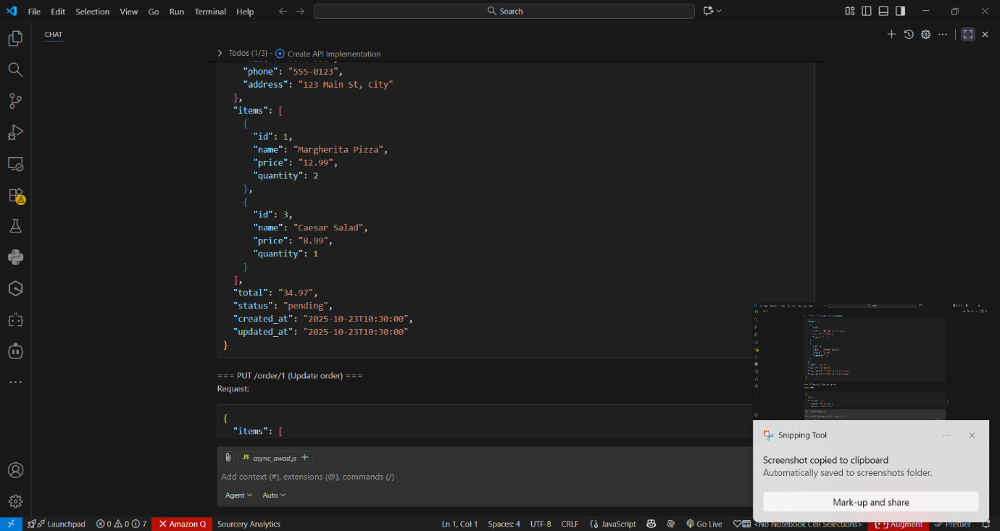 File Edit Selection View Go Run Terminal Help
Search
CHAT
Todos (1/3) - Create API Implementation
"phone": "555-0123",
"address": "123 Main St, City"
},
"items": [
{
"id": 1,
"name": "Margherita Pizza",
"price": "12.99",
"quantity": 2
},
{
"id": 3,
"name": "Caesar Salad",
"price": "8.99",
"quantity": 1
}
],
"total": "34.97",
"status": "pending",
"created_at": "2025-10-23T10:30:00",
"updated_at": "2025-10-23T10:30:00"
}
=== PUT /order/1 (Update order) ===
Request:
{
"items": [
JS async_await.js +
Add context (#), extensions (@), commands (/)
Agent Auto
Snipping Tool
Screenshot copied to clipboard
Automatically saved to screenshots folder.
Mark-up and share
Launchpad 0 0 7 Amazon Q Sourcery Analytics Ln 1, Col 1 Spaces: 4 UTF-8 CRLF {} JavaScript Go Live <No Notebook Cell Selections> Augment Prettier